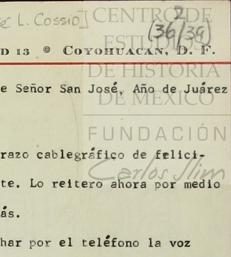 é L. Cossío]
(36/39)
2
D 13 @ COYOHUACAN, D. F.
CENTRO DE
ESTUDIOS
DE HISTORIA
DE MÉXICO
FUNDACIÓN
Carlos Slim
e Señor San José, Año de Juárez
razo cablegráfico de felici-
te. Lo reitero ahora por medio
ás.
har por el teléfono la voz